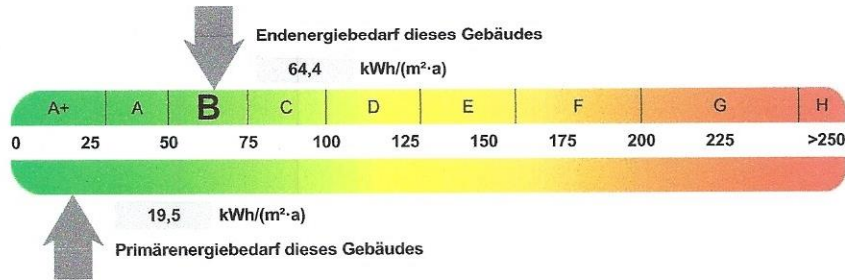 Endenergiebedarf dieses Gebäudes
64,4 kWh/(m²·a)
A+ A B C D E F G H
0 25 50 75 100 125 150 175 200 225 >250
19,5 kWh/(m²·a)
Primärenergiebedarf dieses Gebäudes